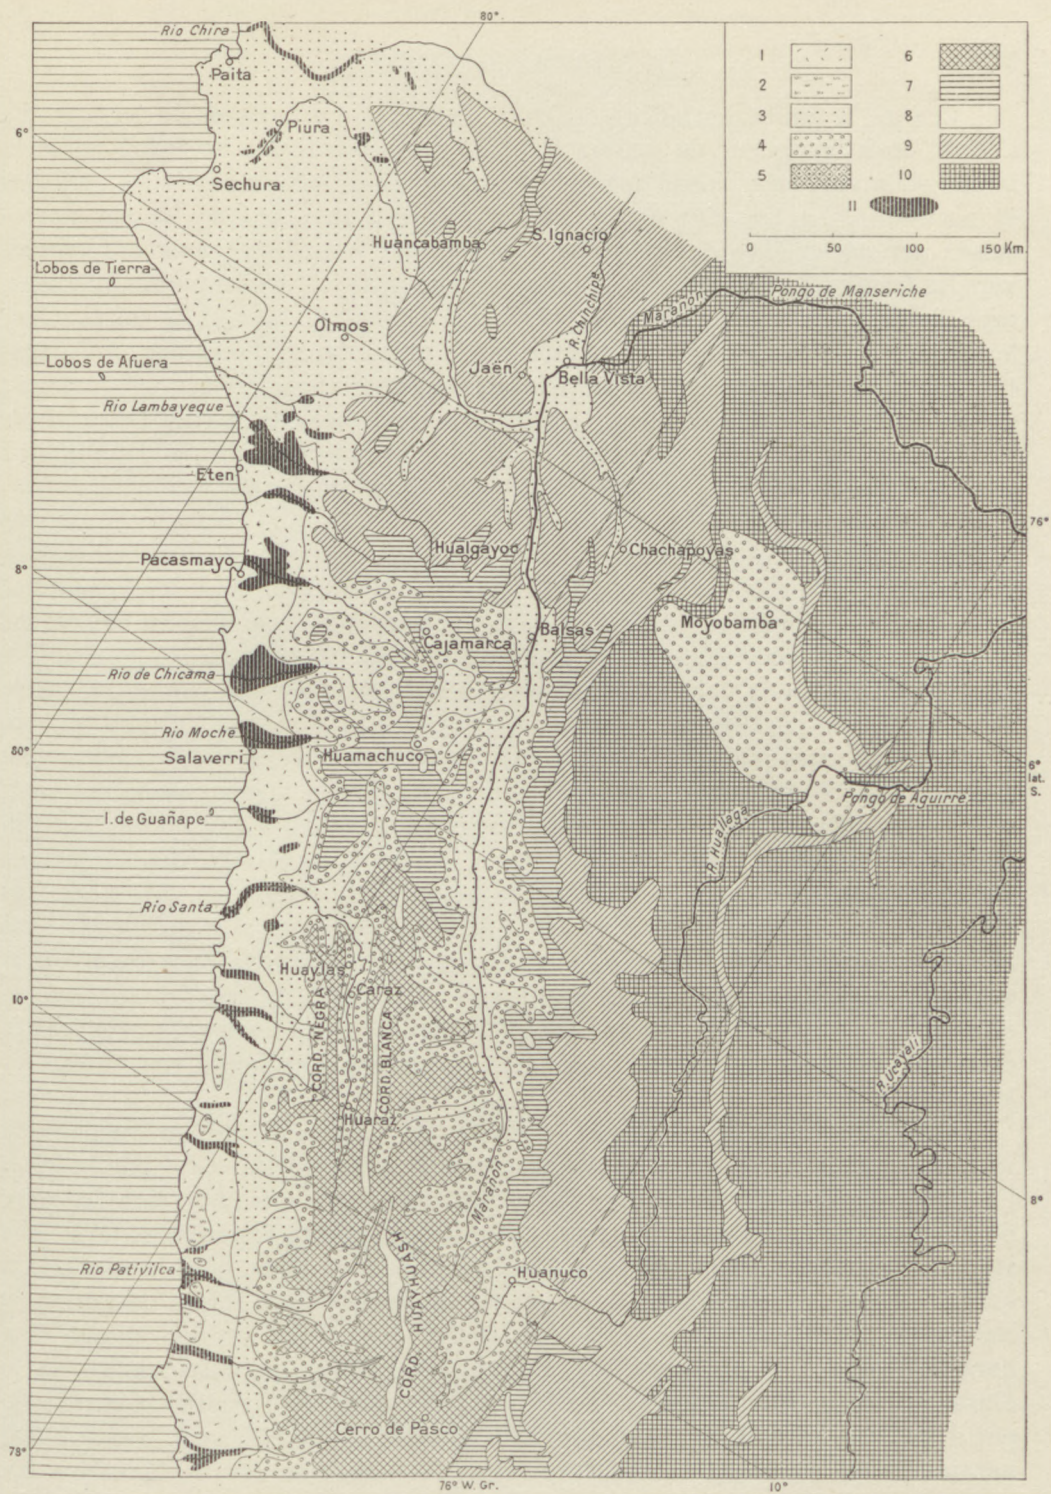 80°
Rio Chira
Paita
6°
Piura
Sechura
1
2
3
4
5
6
7
8
9
10
11
0 50 100 150 Km.
Huancabamba
S. Ignacio
Lobos de Tierra
R. Chinchipe
Marañon
Pongo de Manseriche
Olmos
Lobos de Afuera
Jaen
Bella Vista
Rio Lambayeque
Eten
76°
Hualgayoc
Chachapoyas
Pacasmayo
8°
Moyobamba
Balsas
Cajamarca
Rio de Chicama
Rio Moche
80°
Salaverri
Huamachuco
6°
lat.
S.
Pongo de Aguirre
I. de Guañape
R. Huallaga
Rio Santa
Huaylas
Caraz
10°
CORD. NEGRA
CORD. BLANCA
R. Ucayali
Huaraz
Marañon
8°
Rio Pativilca
Huanuco
CORD. HUAYHUASH
Cerro de Pasco
78°
76° W. Gr.
10°